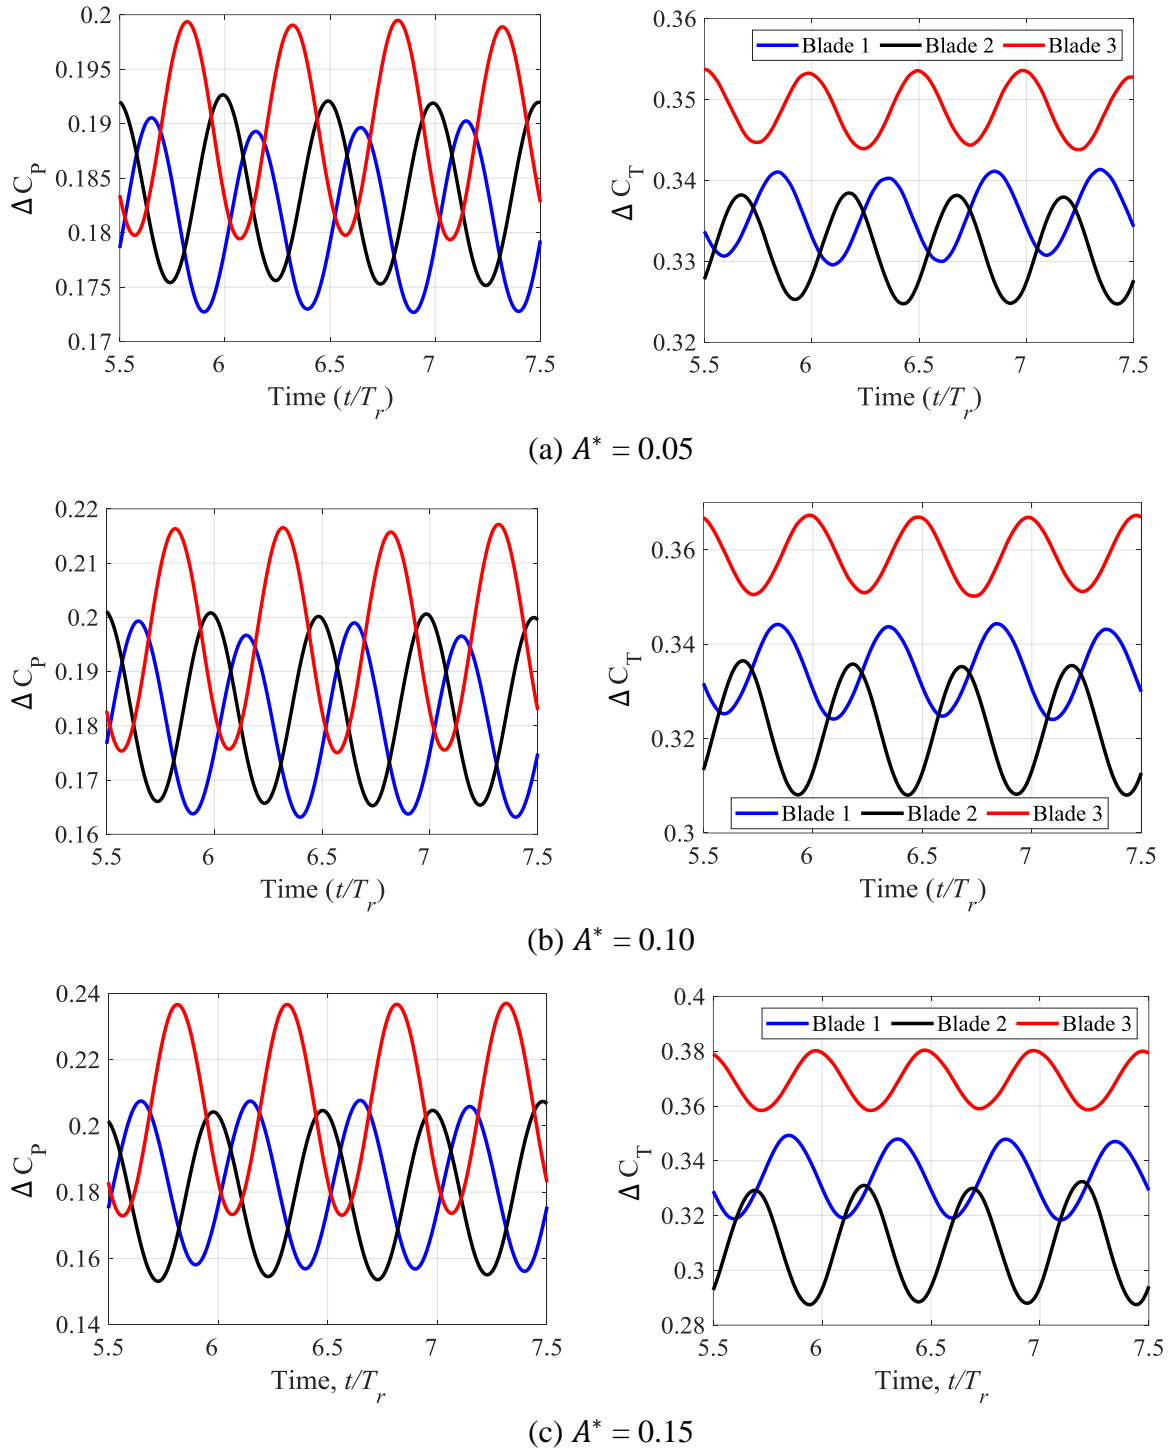 0.2
0.195
0.19
0.185
0.18
0.175
0.17
Δ C_P
5.5 6 6.5 7 7.5
Time (t/T_r)
0.36
0.35
0.34
0.33
0.32
Δ C_T
Blade 1 Blade 2 Blade 3
5.5 6 6.5 7 7.5
Time (t/T_r)
(a) A* = 0.05
0.22
0.21
0.2
0.19
0.18
0.17
0.16
Δ C_P
5.5 6 6.5 7 7.5
Time (t/T_r)
0.36
0.34
0.32
0.3
Δ C_T
Blade 1 Blade 2 Blade 3
5.5 6 6.5 7 7.5
Time (t/T_r)
(b) A* = 0.10
0.24
0.22
0.2
0.18
0.16
0.14
Δ C_P
5.5 6 6.5 7 7.5
Time, t/T_r
0.4
0.38
0.36
0.34
0.32
0.3
0.28
Δ C_T
Blade 1 Blade 2 Blade 3
5.5 6 6.5 7 7.5
Time, t/T_r
(c) A* = 0.15